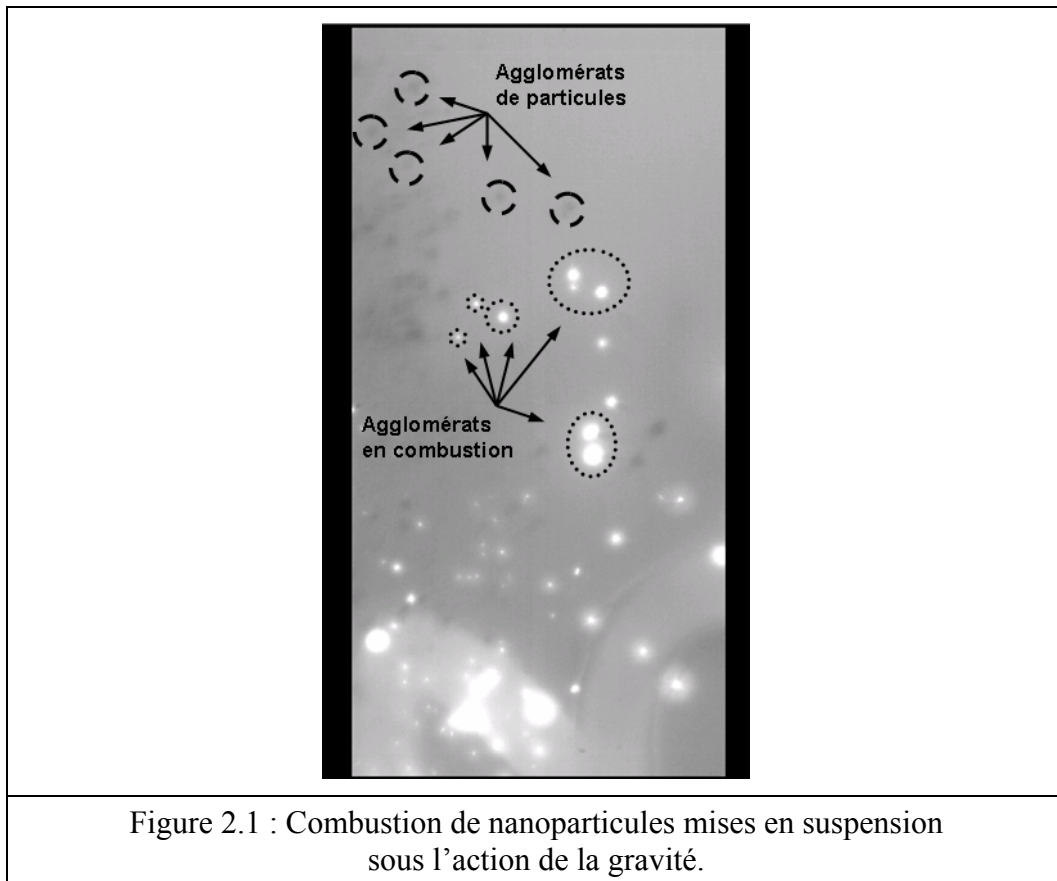 Agglomérats
de particules
Agglomérats
en combustion
Figure 2.1 : Combustion de nanoparticules mises en suspension
sous l’action de la gravité.